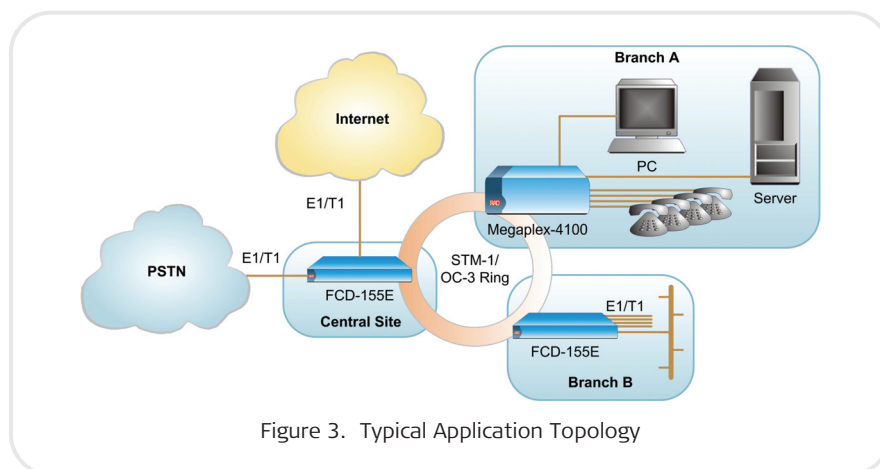 Branch A
Internet
PC
Server
E1/T1
Megaplex-4100
E1/T1
PSTN
STM-1/
OC-3 Ring
FCD-155E
Central Site
E1/T1
FCD-155E
Branch B
Figure 3. Typical Application Topology